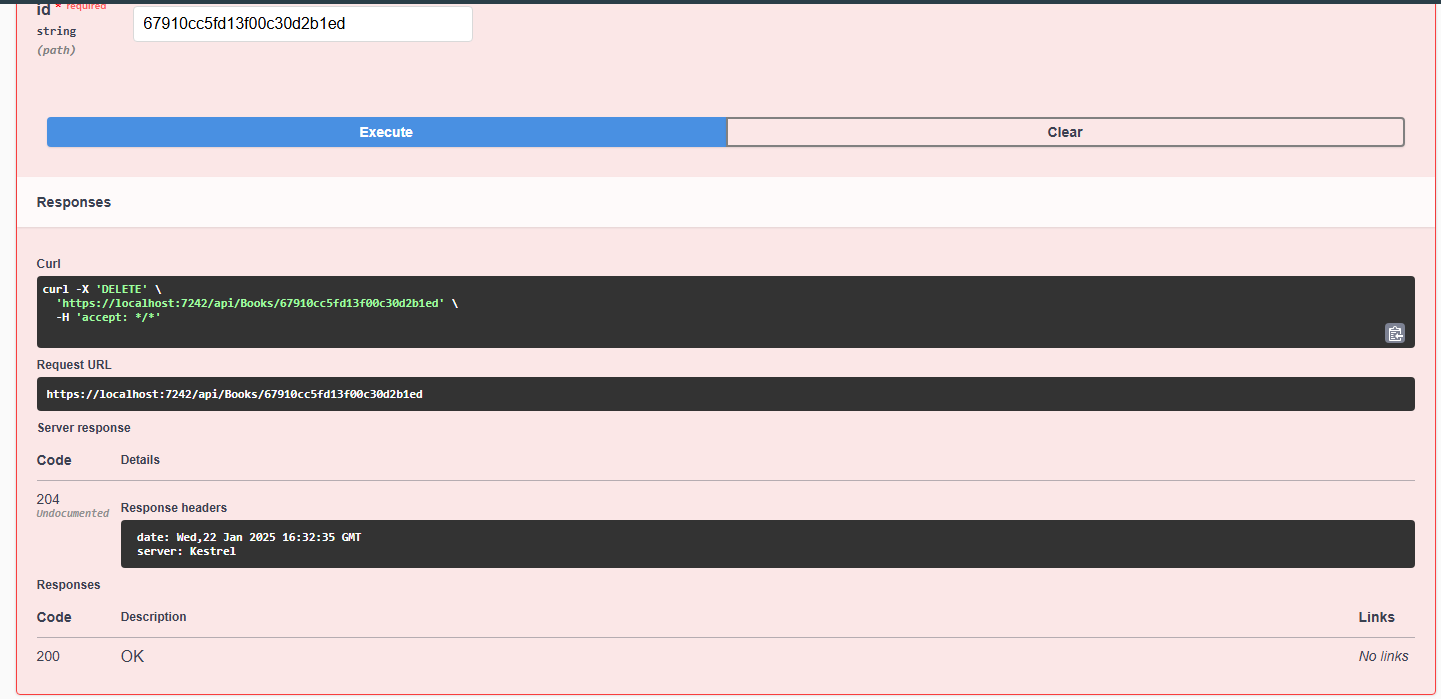 id * required
string
(path)
67910cc5fd13f00c30d2b1ed
Execute
Clear
Responses
Curl
curl -X 'DELETE' \
'https://localhost:7242/api/Books/67910cc5fd13f00c30d2b1ed' \
-H 'accept: */*'
Request URL
https://localhost:7242/api/Books/67910cc5fd13f00c30d2b1ed
Server response
Code Details
204
Undocumented
Response headers
date: Wed,22 Jan 2025 16:32:35 GMT
server: Kestrel
Responses
Code Description Links
200 OK No links